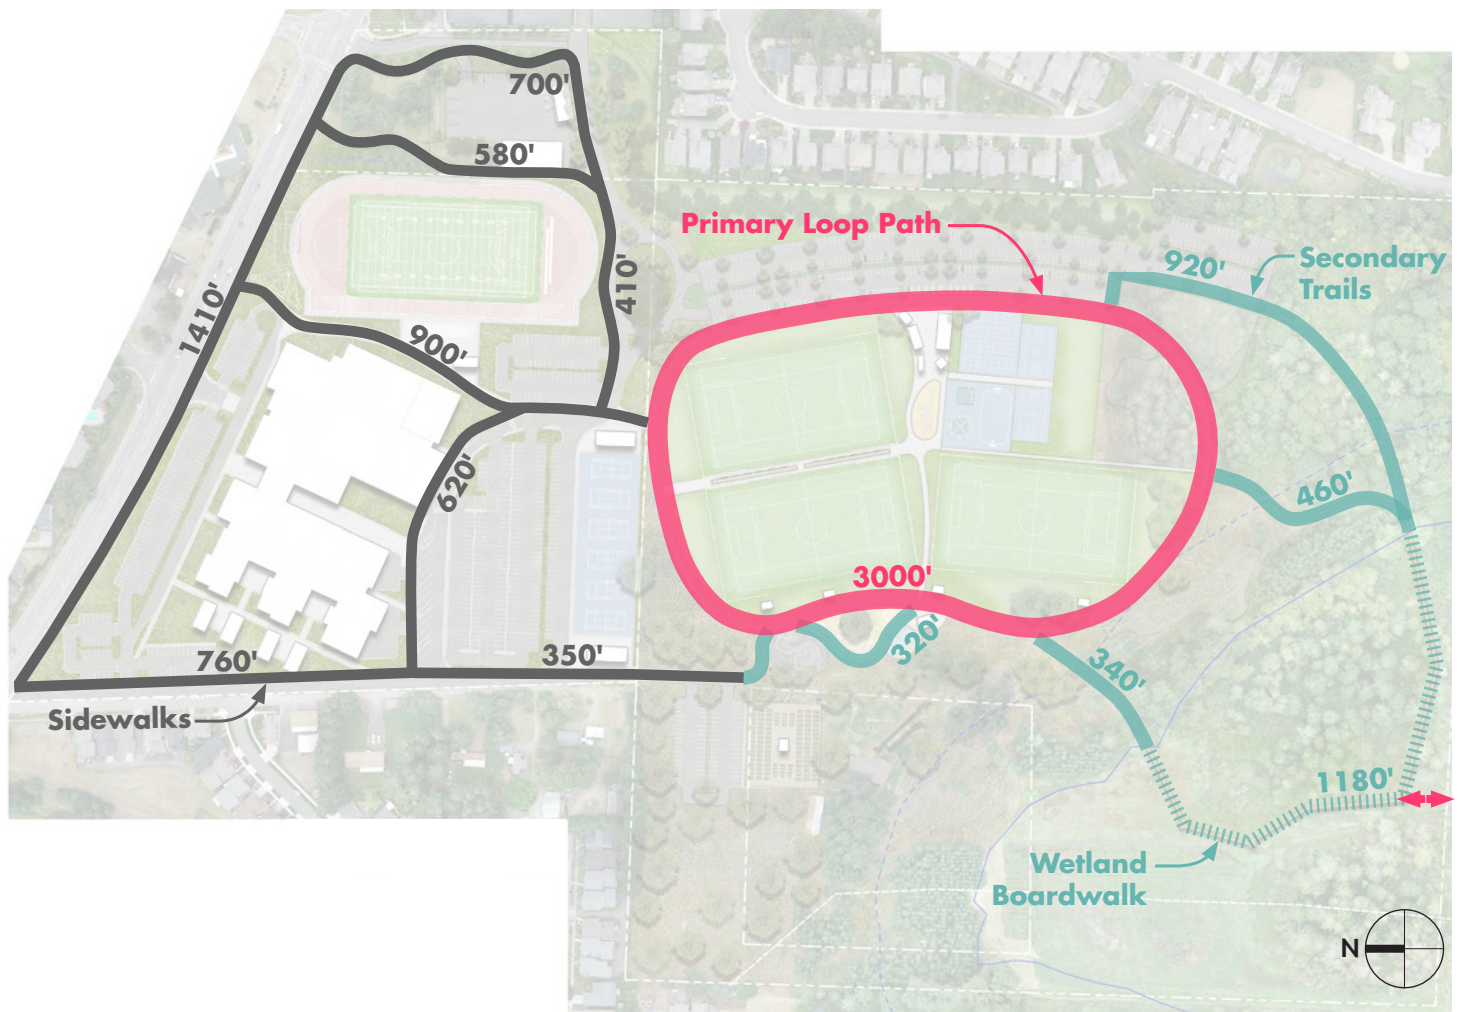 700'
580'
Primary Loop Path
920'
Secondary
Trails
410'
1410'
900'
620'
460'
3000'
320'
340'
350'
760'
Sidewalks
1180'
Wetland
Boardwalk
N